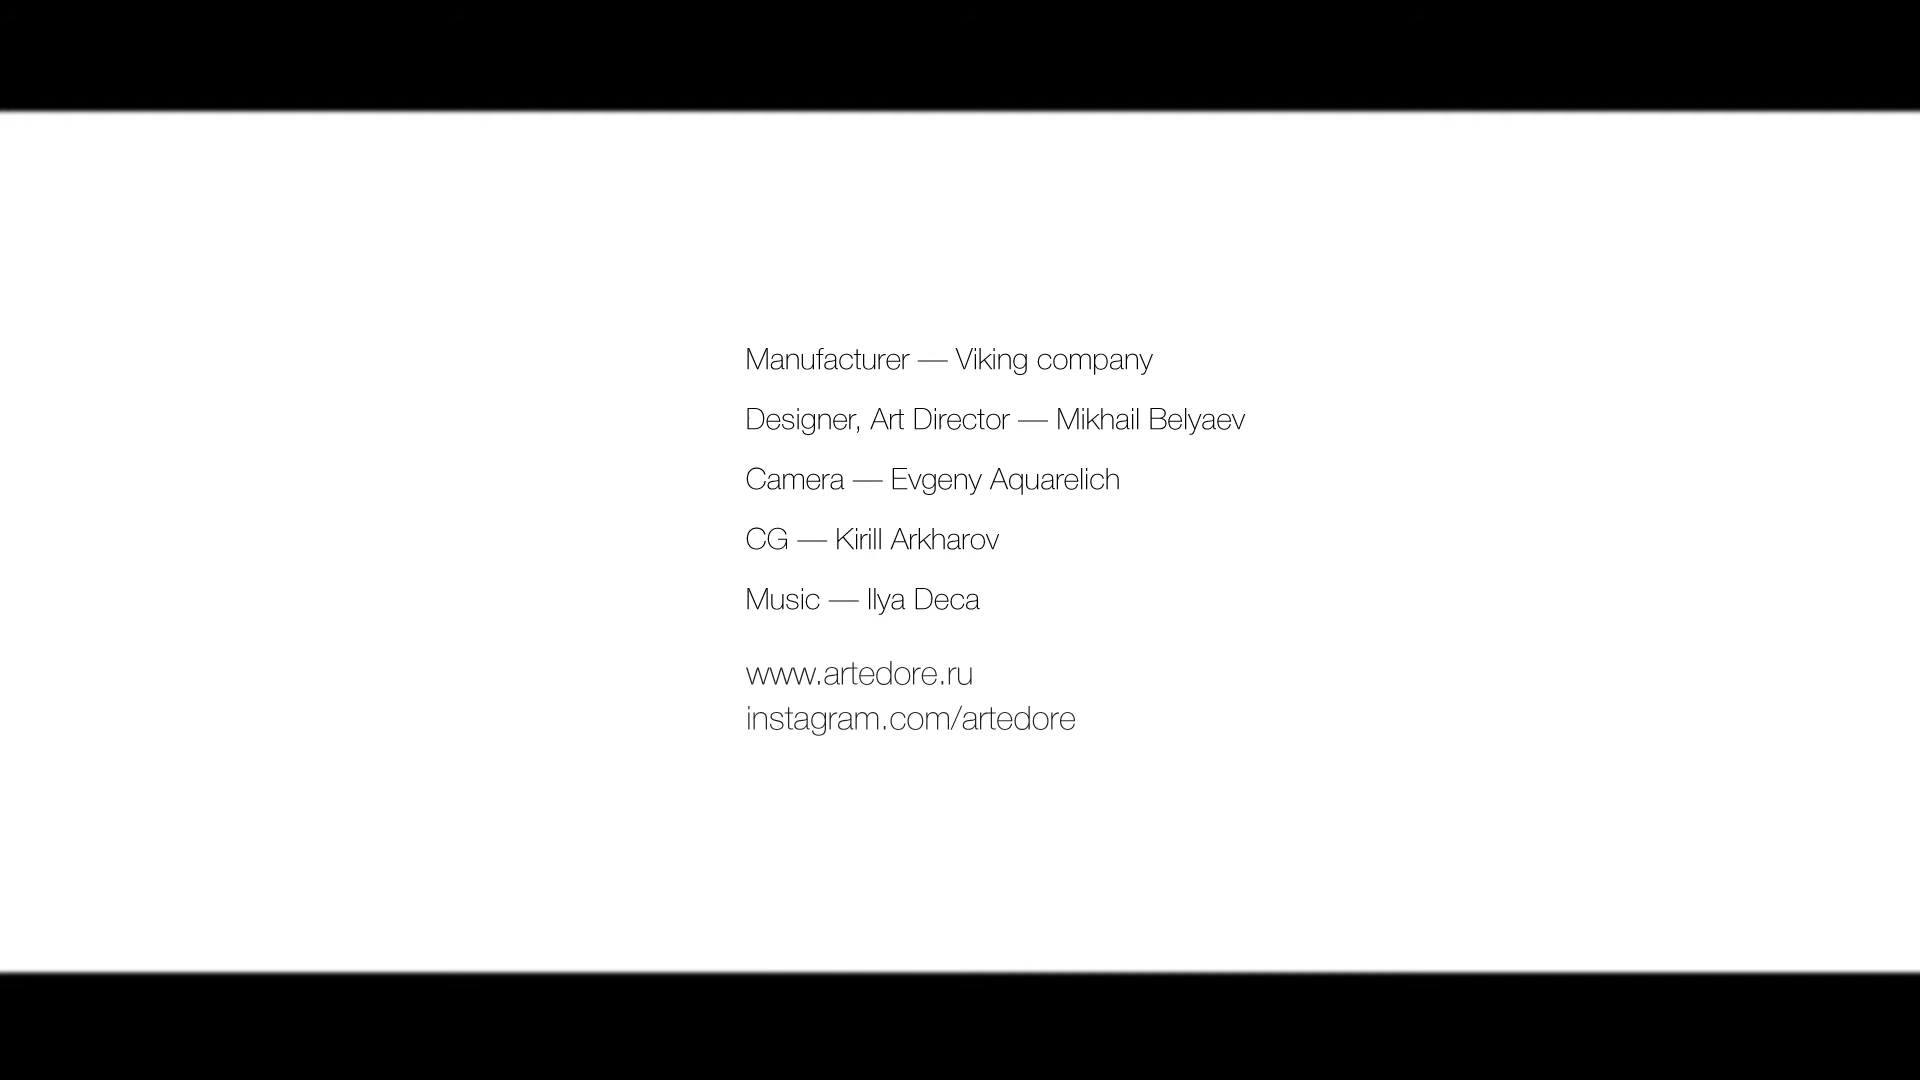 Manufacturer — Viking company
Designer, Art Director — Mikhail Belyaev
Camera — Evgeny Aquarelich
CG — Kirill Arkharov
Music — Ilya Deca
www.artedore.ru
instagram.com/artedore